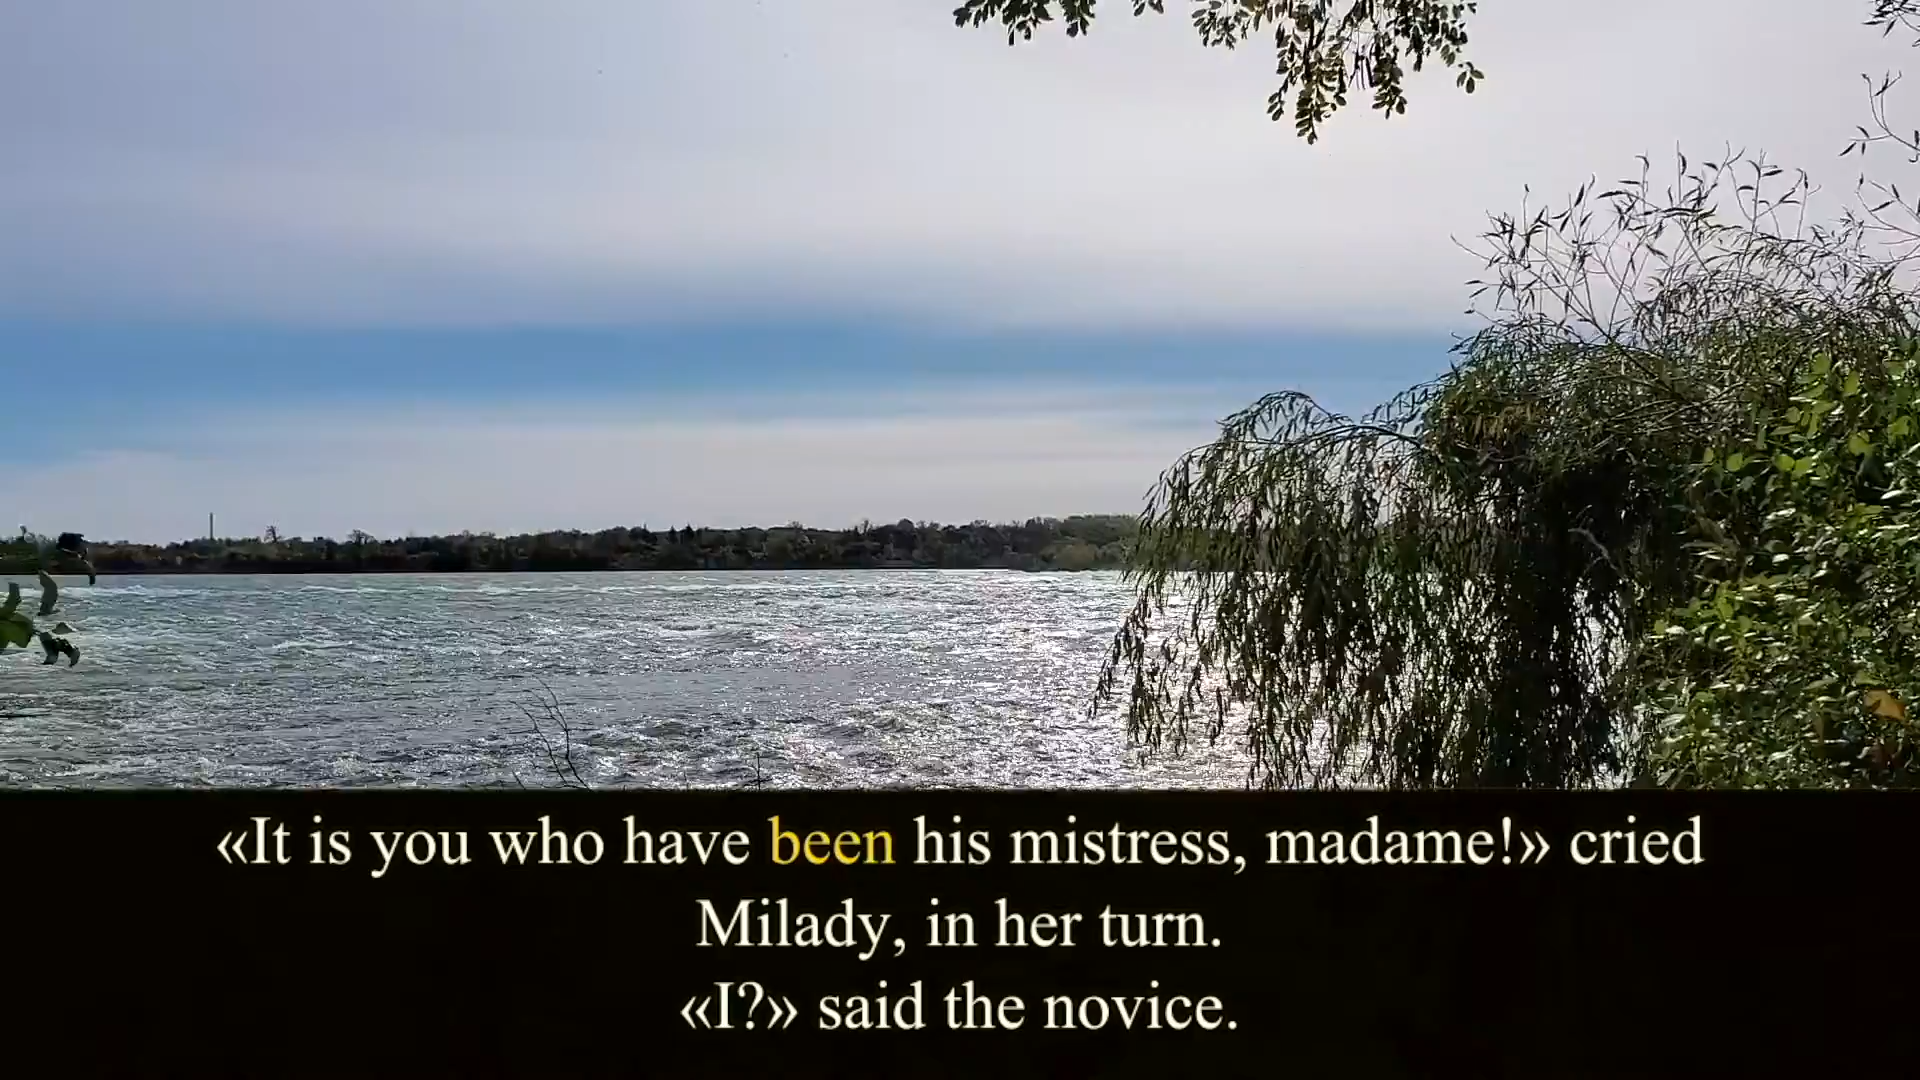 «It is you who have been his mistress, madame!» cried
Milady, in her turn.
«I?» said the novice.